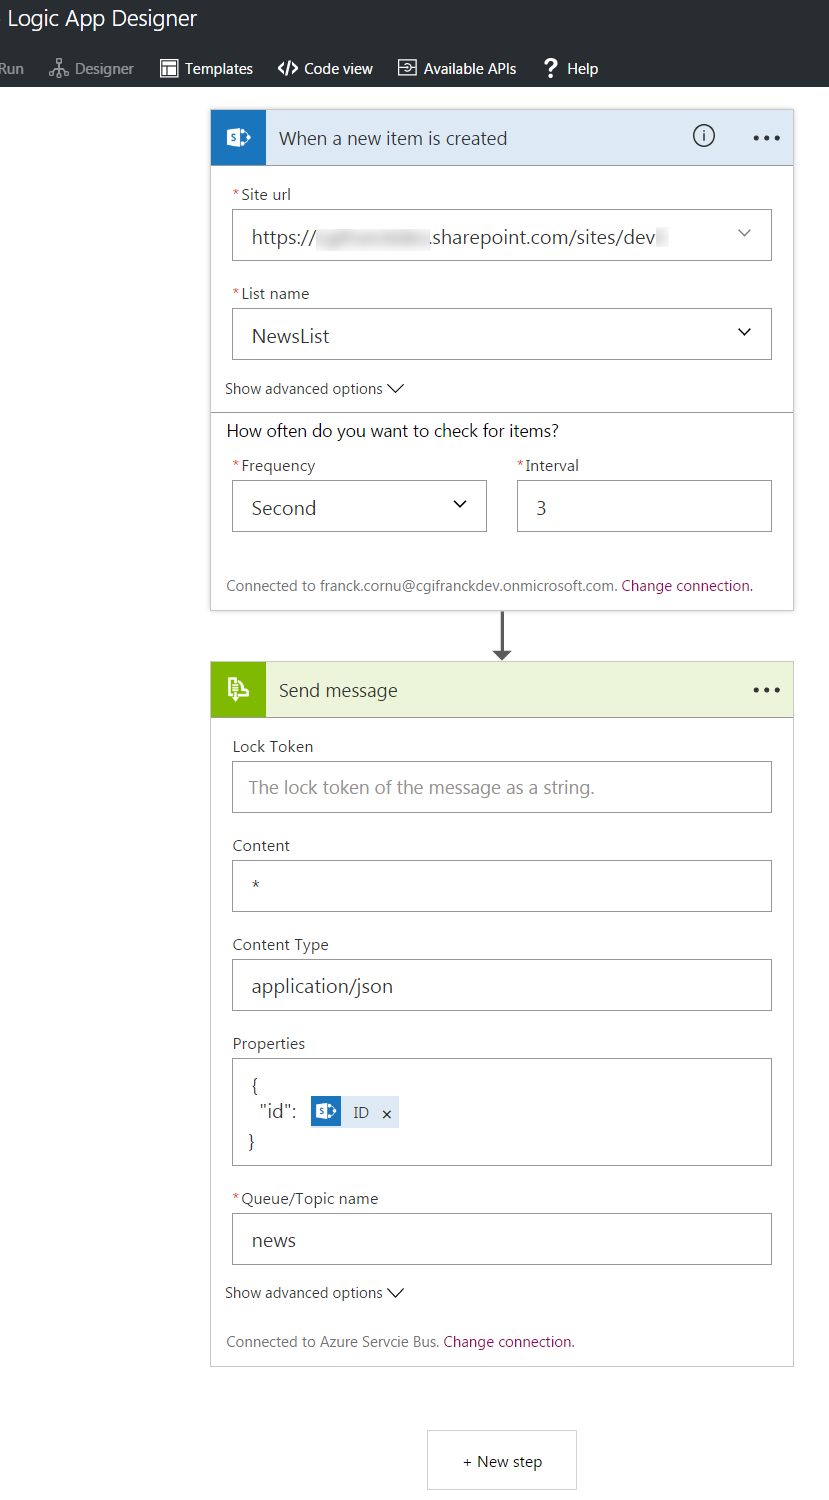 Logic App Designer
Run Designer Templates Code view Available APIs Help
When a new item is created
*Site url
https:// .sharepoint.com/sites/dev
*List name
NewsList
Show advanced options
How often do you want to check for items?
*Frequency *Interval
Second 3
Connected to franck.cornu@cgifranckdev.onmicrosoft.com. Change connection.
Send message
Lock Token
The lock token of the message as a string.
Content
*
Content Type
application/json
Properties
{
"id": ID ×
}
*Queue/Topic name
news
Show advanced options
Connected to Azure Servcie Bus. Change connection.
+ New step